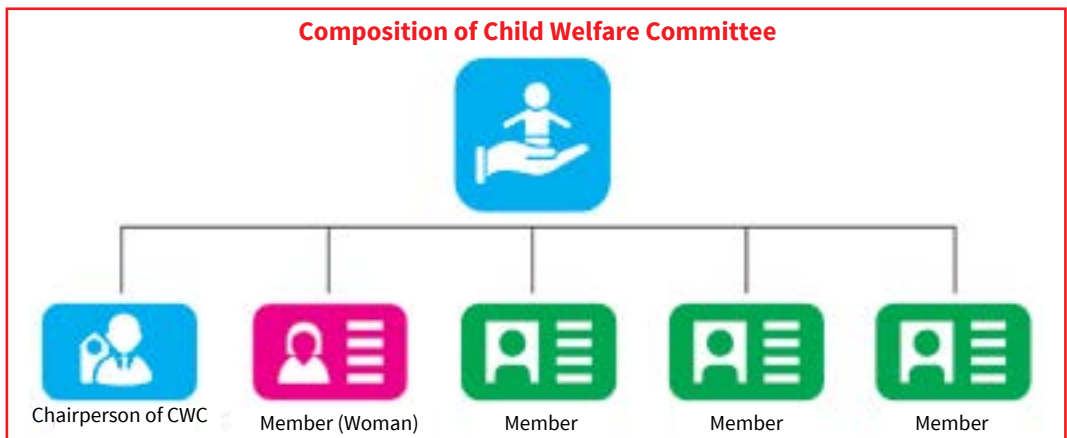 Composition of Child Welfare Committee
Chairperson of CWC
Member (Woman)
Member
Member
Member